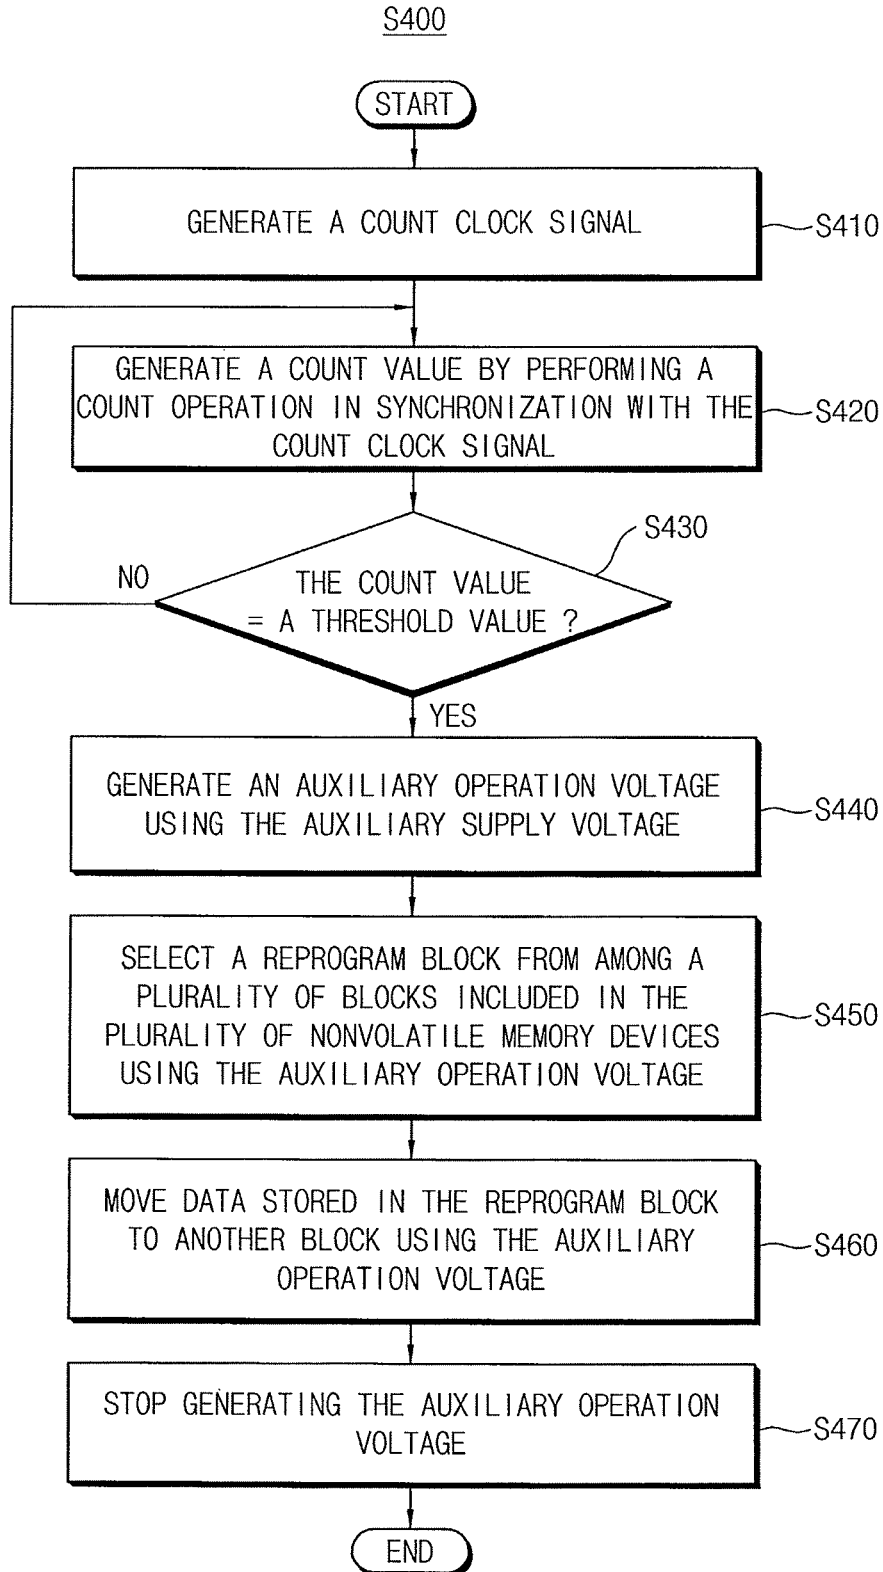 S400
START
GENERATE A COUNT CLOCK SIGNAL
S410
GENERATE A COUNT VALUE BY PERFORMING A
COUNT OPERATION IN SYNCHRONIZATION WITH THE
COUNT CLOCK SIGNAL
S420
S430
NO
THE COUNT VALUE
= A THRESHOLD VALUE ?
YES
GENERATE AN AUXILIARY OPERATION VOLTAGE
USING THE AUXILIARY SUPPLY VOLTAGE
S440
SELECT A REPROGRAM BLOCK FROM AMONG A
PLURALITY OF BLOCKS INCLUDED IN THE
PLURALITY OF NONVOLATILE MEMORY DEVICES
USING THE AUXILIARY OPERATION VOLTAGE
S450
MOVE DATA STORED IN THE REPROGRAM BLOCK
TO ANOTHER BLOCK USING THE AUXILIARY
OPERATION VOLTAGE
S460
STOP GENERATING THE AUXILIARY OPERATION
VOLTAGE
S470
END